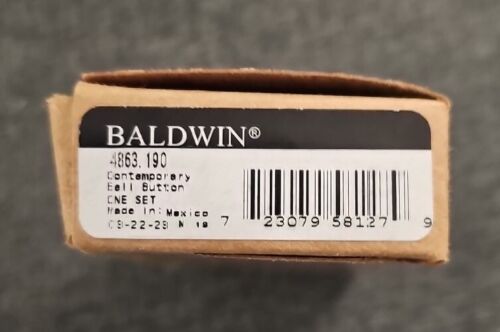 BALDWIN®
4863.190
Contemporary
Bell Button
ONE SET
Made in: Mexico
7 23079 58127 9